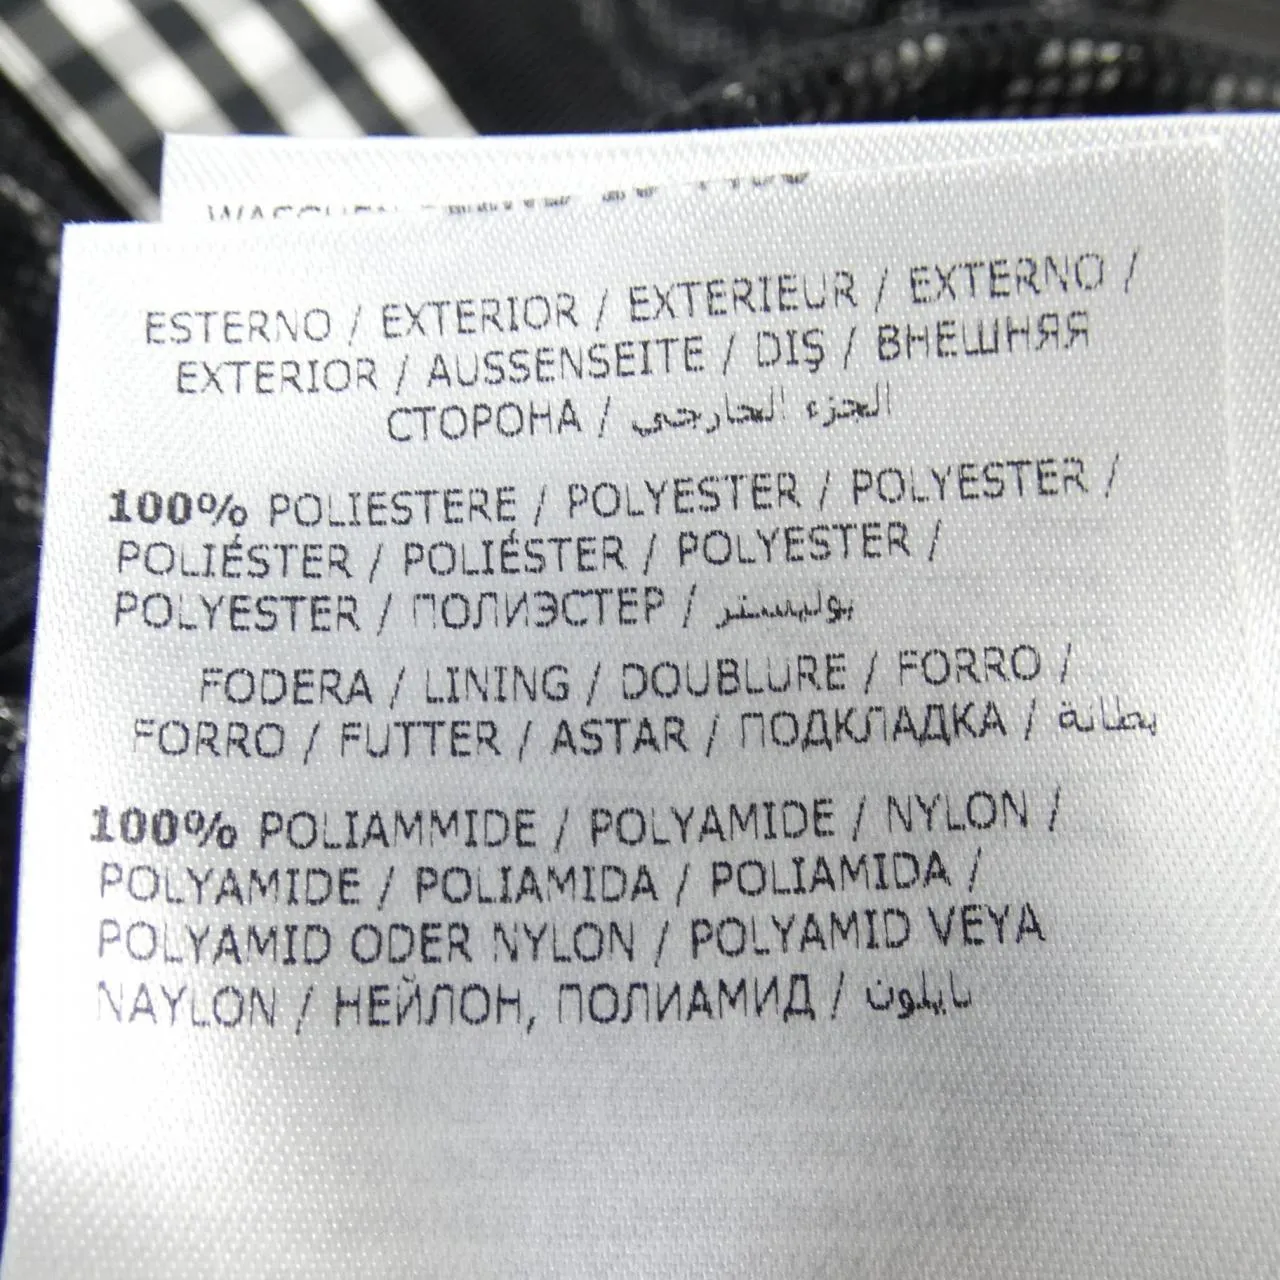 WASCHEN
ESTERNO / EXTERIOR / EXTERIEUR / EXTERNO /
EXTERIOR / AUSSENSEITE / DIŞ / ВНЕШНЯЯ
СТОРОНА / الجزء الخارجي
100% POLIESTERE / POLYESTER / POLYESTER /
POLIÉSTER / POLIÉSTER / POLYESTER /
POLYESTER / ПОЛИЭСТЕР / بوليستر
FODERA / LINING / DOUBLURE / FORRO /
FORRO / FUTTER / ASTAR / ПОДКЛАДКА / بطانة
100% POLIAMMIDE / POLYAMIDE / NYLON /
POLYAMIDE / POLIAMIDA / POLIAMIDA /
POLYAMID ODER NYLON / POLYAMID VEYA
NAYLON / НЕЙЛОН, ПОЛИАМИД / نايلون